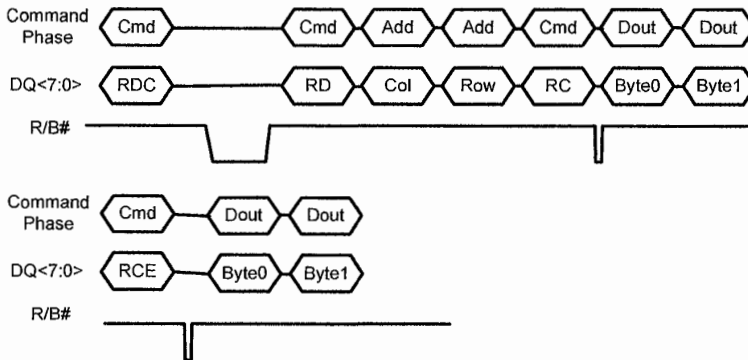 Command Phase Cmd Cmd Add Add Cmd Dout Dout
DQ<7:0> RDC RD Col Row RC Byte0 Byte1
R/B#
Command Phase Cmd Dout Dout
DQ<7:0> RCE Byte0 Byte1
R/B#